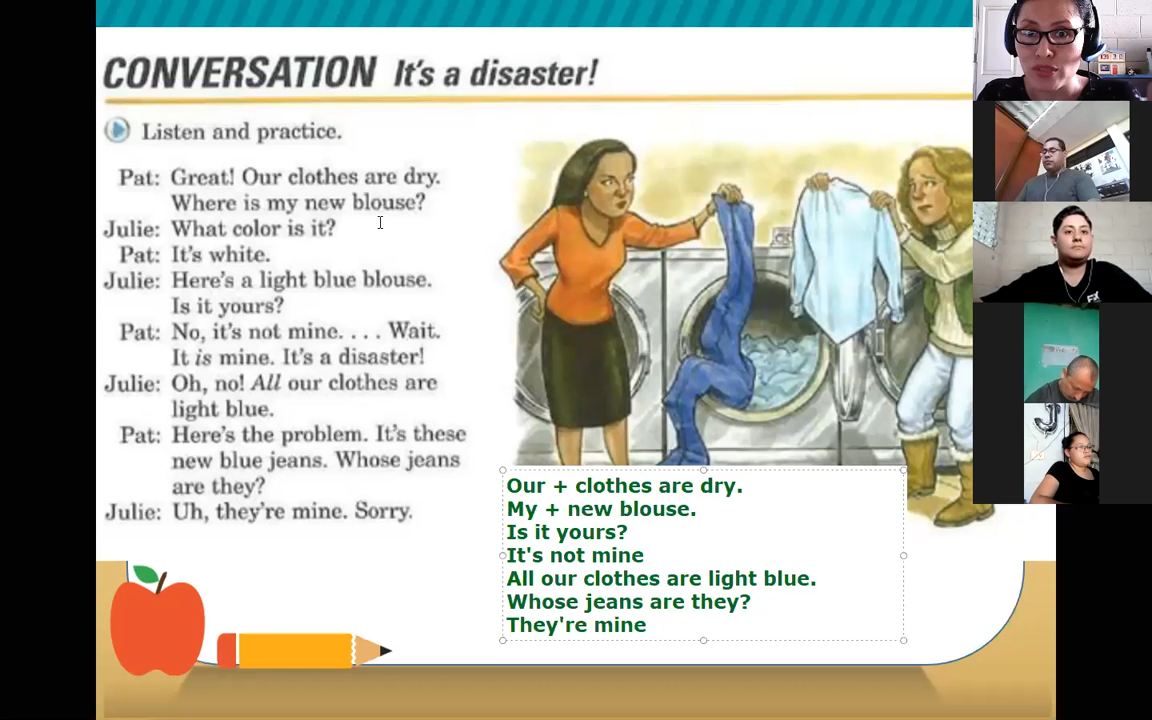 CONVERSATION It's a disaster!
Listen and practice.
Pat: Great! Our clothes are dry.
Where is my new blouse?
Julie: What color is it?
Pat: It's white.
Julie: Here's a light blue blouse.
Is it yours?
Pat: No, it's not mine. . . . Wait.
It is mine. It's a disaster!
Julie: Oh, no! All our clothes are
light blue.
Pat: Here's the problem. It's these
new blue jeans. Whose jeans
are they?
Julie: Uh, they're mine. Sorry.
Our + clothes are dry.
My + new blouse.
Is it yours?
It's not mine
All our clothes are light blue.
Whose jeans are they?
They're mine
J